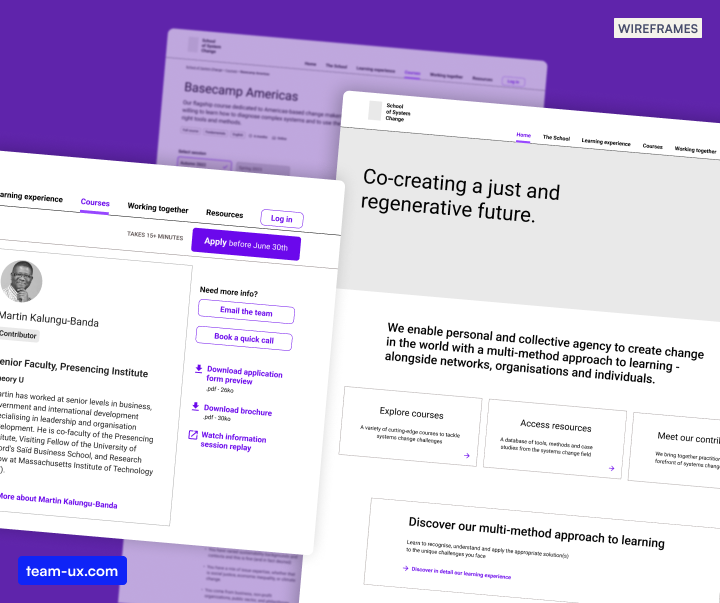 WIREFRAMES
School
of System
Change
Home
The School
Learning experience
Courses
Working together
Resources
Log in
Basecamp Americas
Our flagship course dedicated to Americas-based change
willing to learn how to diagnose complex systems and to use the
right tools and methods.
Select session
School
of System
Change
Home
The School
Learning experience
Courses
Working together
Co-creating a just and
regenerative future.
We enable personal and collective agency to create change
in the world with a multi-method approach to learning -
alongside networks, organisations and individuals.
Explore courses
A variety of cutting-edge courses to tackle
systems change challenges
Access resources
A database of tools, methods and case
studies from the systems change field
Meet our contri
We bring together practitio
forefront of systems chang
Discover our multi-method approach to learning
Learn to recognise, understand and apply the appropriate solution(s)
to the unique challenges you face
Discover in detail our learning experience
arning experience
Courses
Working together
Resources
Log in
TAKES 15+ MINUTES
Apply before June 30th
Martin Kalungu-Banda
Contributor
enior Faculty, Presencing Institute
heory U
artin has worked at senior levels in business,
vernment and international development
ecialising in leadership and organisation
velopment. He is co-faculty of the Presencing
titute, Visiting Fellow of the University of
ord's Saïd Business School, and Research
ow at Massachusetts Institute of Technology
).
More about Martin Kalungu-Banda
Need more info?
Email the team
Book a quick call
Download application
form preview
.pdf - 26ko
Download brochure
.pdf - 30ko
Watch information
session replay
team-ux.com